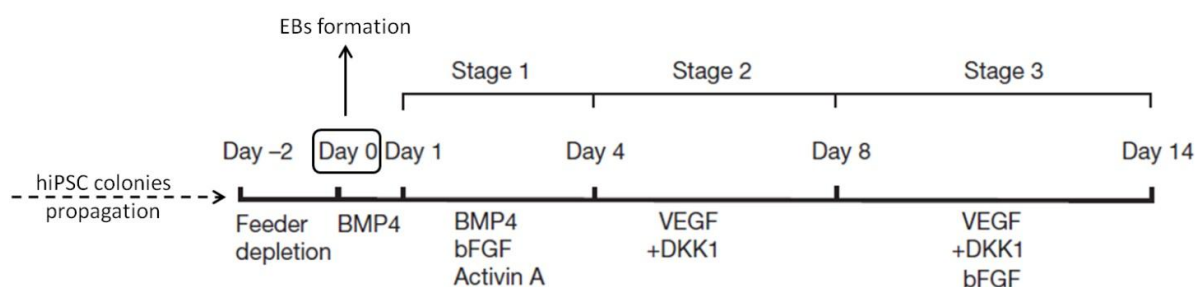 EBs formation
Stage 1 Stage 2 Stage 3
Day –2 Day 0 Day 1 Day 4 Day 8 Day 14
hiPSC colonies
propagation
Feeder
depletion
BMP4
BMP4
bFGF
Activin A
VEGF
+DKK1
VEGF
+DKK1
bFGF